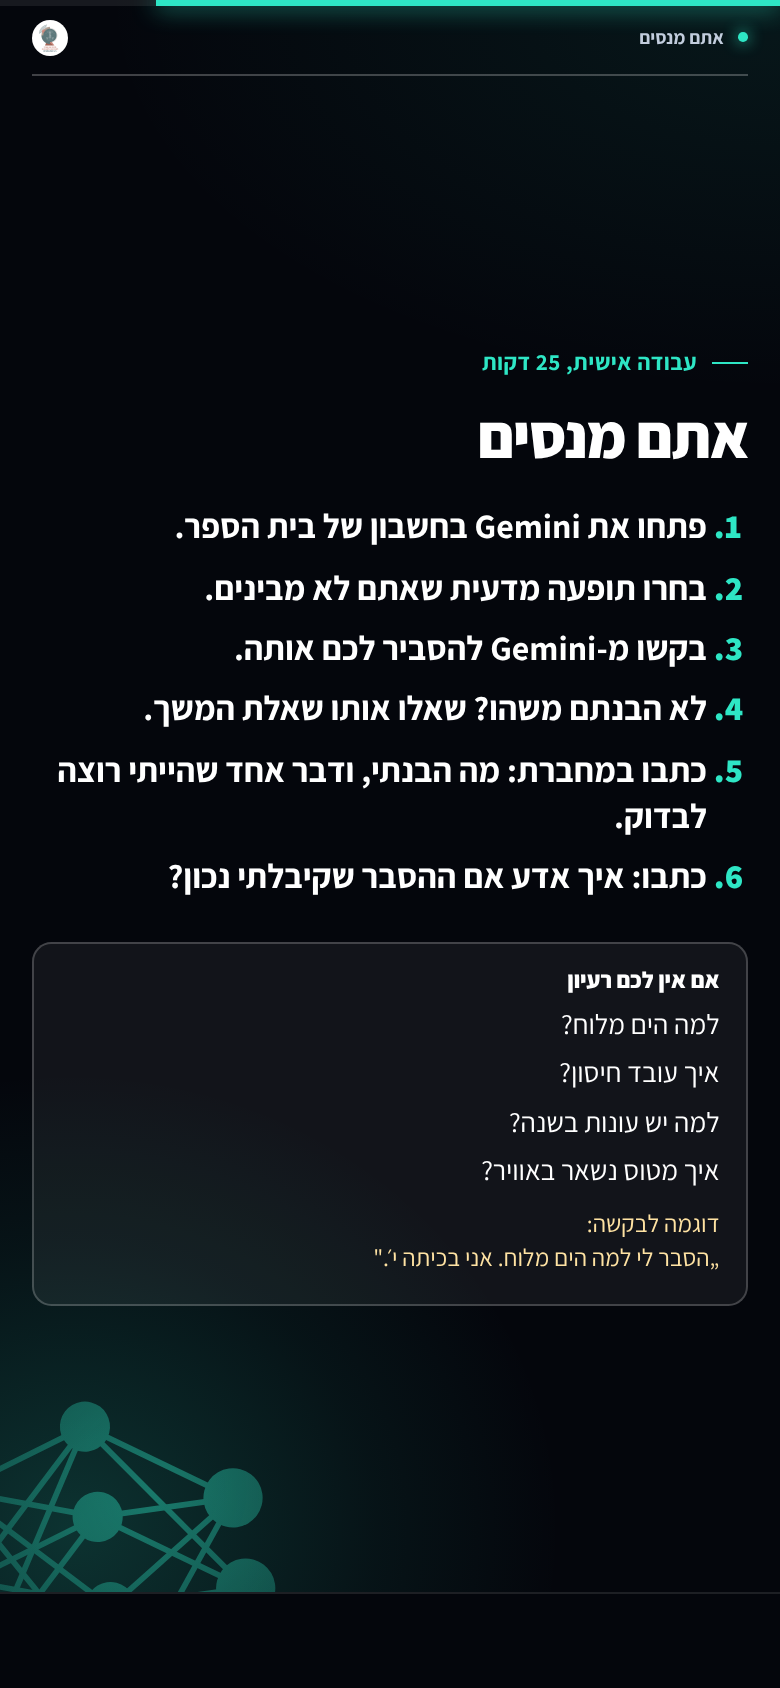 אתם מנסים
עבודה אישית, 25 דקות
אתם מנסים
1. פתחו את Gemini בחשבון של בית הספר.
2. בחרו תופעה מדעית שאתם לא מבינים.
3. בקשו מ-Gemini להסביר לכם אותה.
4. לא הבנתם משהו? שאלו אותו שאלת המשך.
5. כתבו במחברת: מה הבנתי, ודבר אחד שהייתי רוצה
לבדוק.
6. כתבו: איך אדע אם ההסבר שקיבלתי נכון?
אם אין לכם רעיון
למה הים מלוח?
איך עובד חיסון?
למה יש עונות בשנה?
איך מטוס נשאר באוויר?
דוגמה לבקשה:
„הסבר לי למה הים מלוח. אני בכיתה י׳."